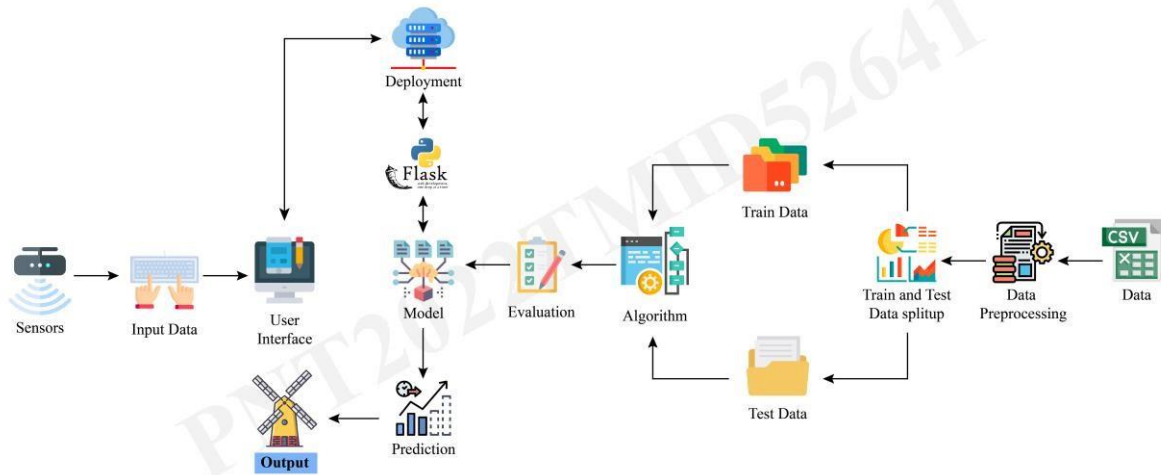 PNT2022TMID52641
Deployment
Flask
Train Data
CSV
Sensors
Input Data
User
Interface
Model
Evaluation
Algorithm
Train and Test
Data splitup
Data
Preprocessing
Data
Test Data
Prediction
Output